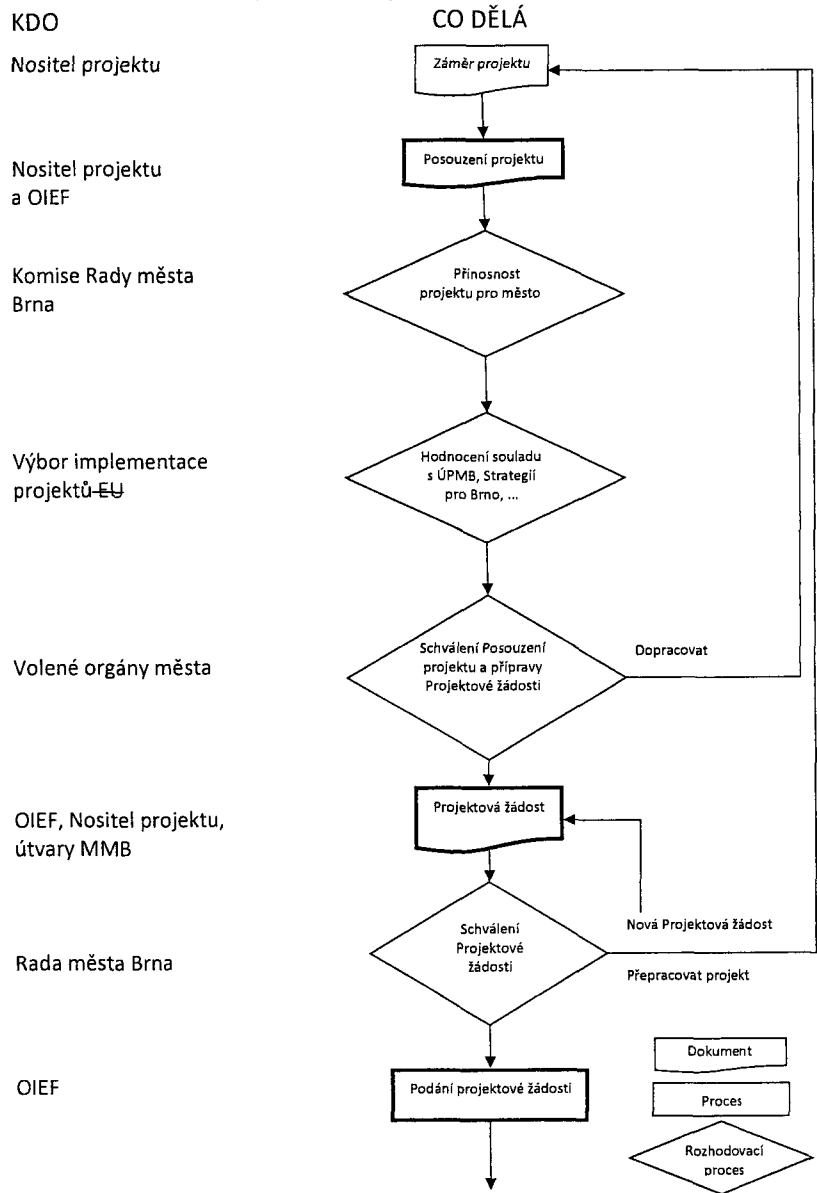 KDO
CO DĚLÁ
Nositel projektu
Záměr projektu
Nositel projektu
a OIEF
Posouzení projektu
Komise Rady města
Brna
Přínosnost
projektu pro město
Výbor implementace
projektů EU
Hodnocení souladu
s ÚPMB, Strategií
pro Brno, ...
Volené orgány města
Schválení Posouzení
projektu a přípravy
Projektové žádosti
Dopracovat
OIEF, Nositel projektu,
útvary MMB
Projektová žádost
Nová Projektová žádost
Rada města Brna
Schválení
Projektové
žádosti
Přepracovat projekt
OIEF
Podání projektové žádosti
Dokument
Proces
Rozhodovací
proces